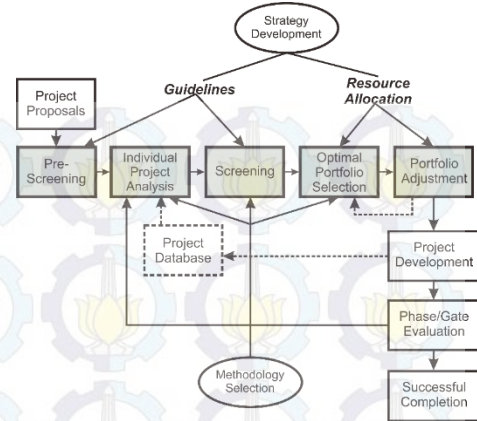 Strategy
Development
Guidelines
Resource
Allocation
Project
Proposals
Pre-
Screening
Individual
Project
Analysis
Screening
Optimal
Portfolio
Selection
Portfolio
Adjustment
Project
Database
Project
Development
Phase/Gate
Evaluation
Methodology
Selection
Successful
Completion